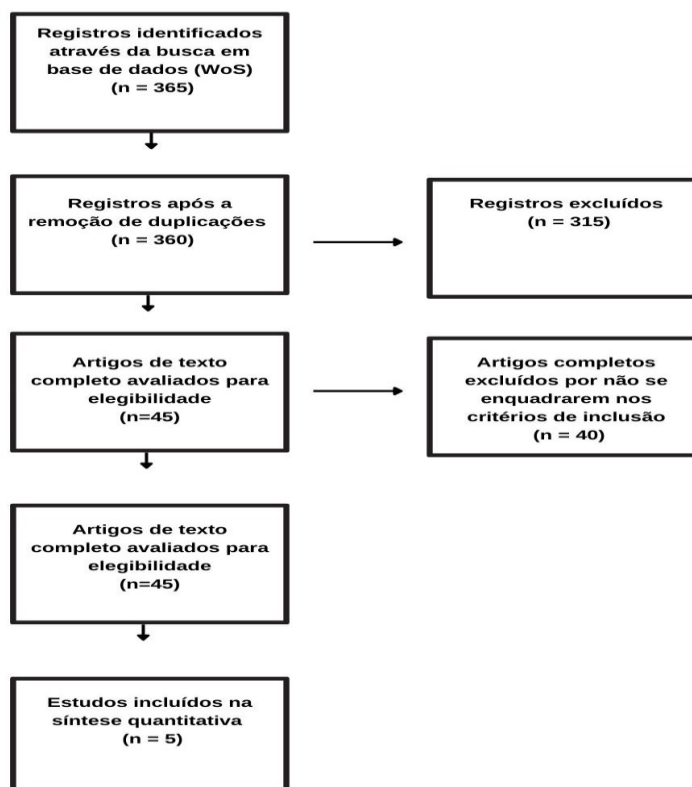 Registros identificados
através da busca em
base de dados (WoS)
(n = 365)
Registros após a
remoção de duplicações
(n = 360)
Registros excluídos
(n = 315)
Artigos de texto
completo avaliados para
elegibilidade
(n=45)
Artigos completos
excluídos por não se
enquadrarem nos
critérios de inclusão
(n = 40)
Artigos de texto
completo avaliados para
elegibilidade
(n=45)
Estudos incluídos na
síntese quantitativa
(n = 5)